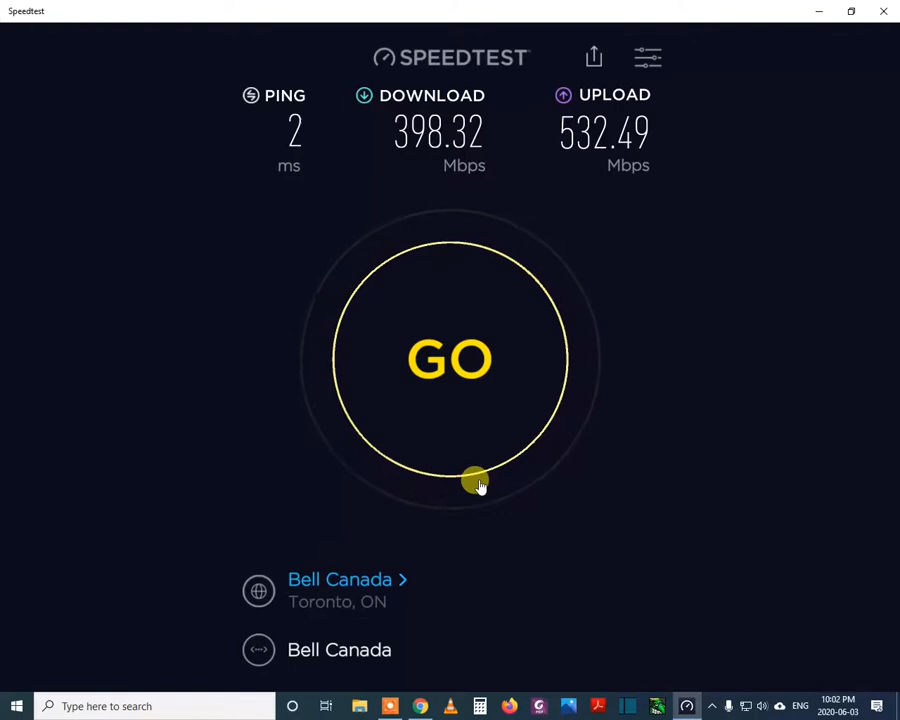 Speedtest
SPEEDTEST
PING DOWNLOAD UPLOAD
2 398.32 532.49
ms Mbps Mbps
GO
Bell Canada
Toronto, ON
Bell Canada
Type here to search
ENG
10:02 PM
2020-06-03